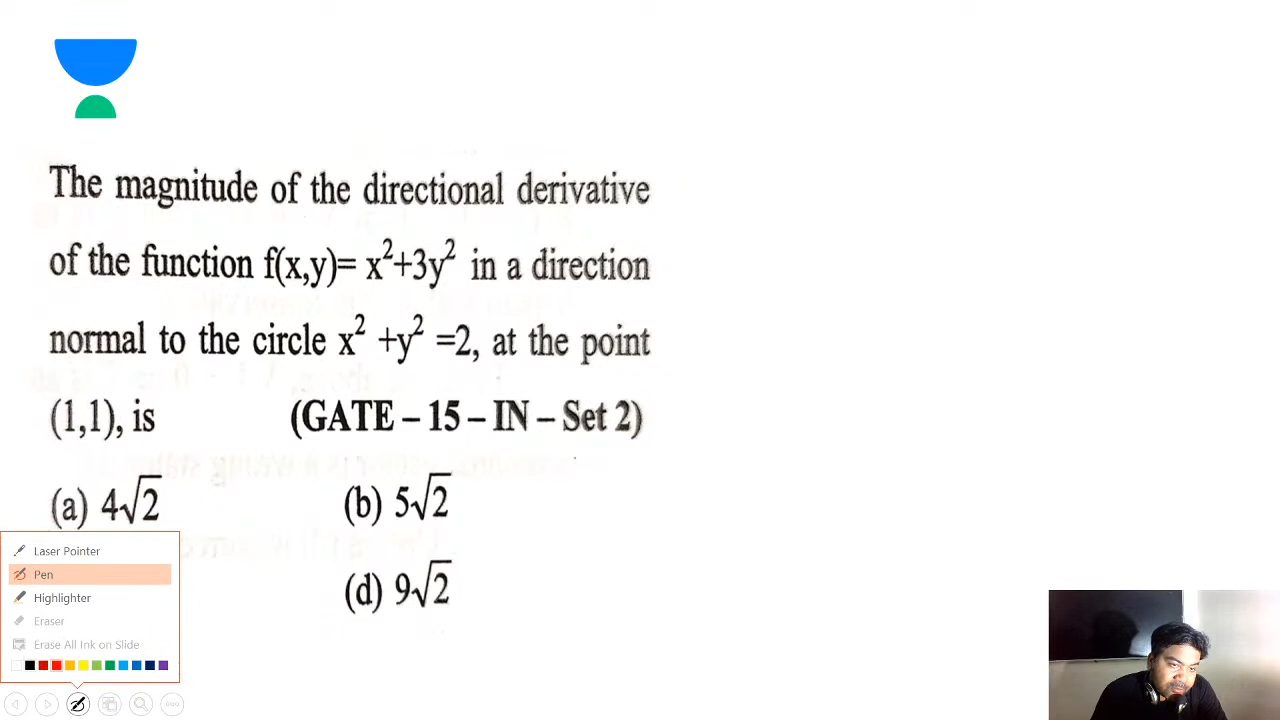 The magnitude of the directional derivative
of the function f(x,y)= x²+3y² in a direction
normal to the circle x² +y² =2, at the point
(1,1), is (GATE – 15 – IN – Set 2)
(a) 4√2 (b) 5√2
(d) 9√2
Laser Pointer
Pen
Highlighter
Eraser
Erase All Ink on Slide